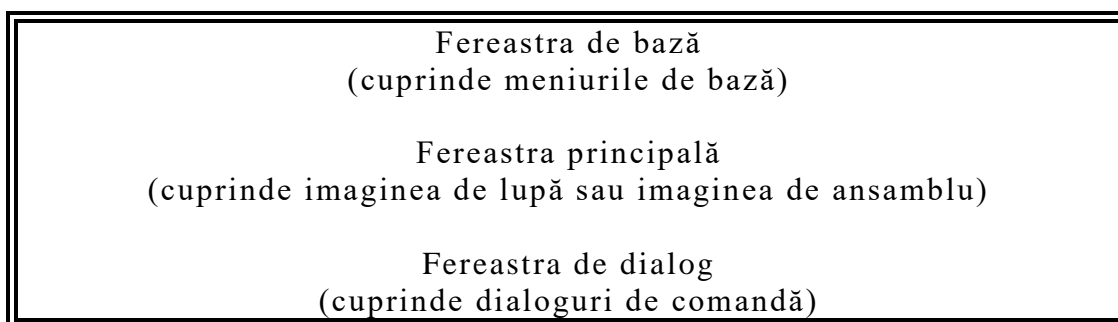 Fereastra de bază
(cuprinde meniurile de bază)
Fereastra principală
(cuprinde imaginea de lupă sau imaginea de ansamblu)
Fereastra de dialog
(cuprinde dialoguri de comandă)